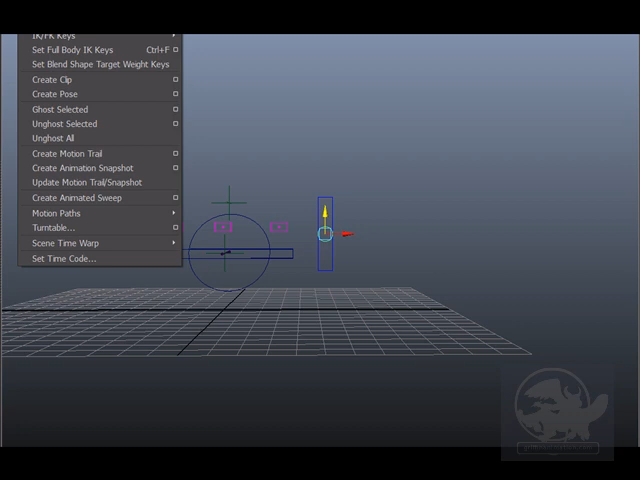 IK/FK Keys
Set Full Body IK Keys Ctrl+F
Set Blend Shape Target Weight Keys
Create Clip
Create Pose
Ghost Selected
Unghost Selected
Unghost All
Create Motion Trail
Create Animation Snapshot
Update Motion Trail/Snapshot
Create Animated Sweep
Motion Paths
Turntable...
Scene Time Warp
Set Time Code...